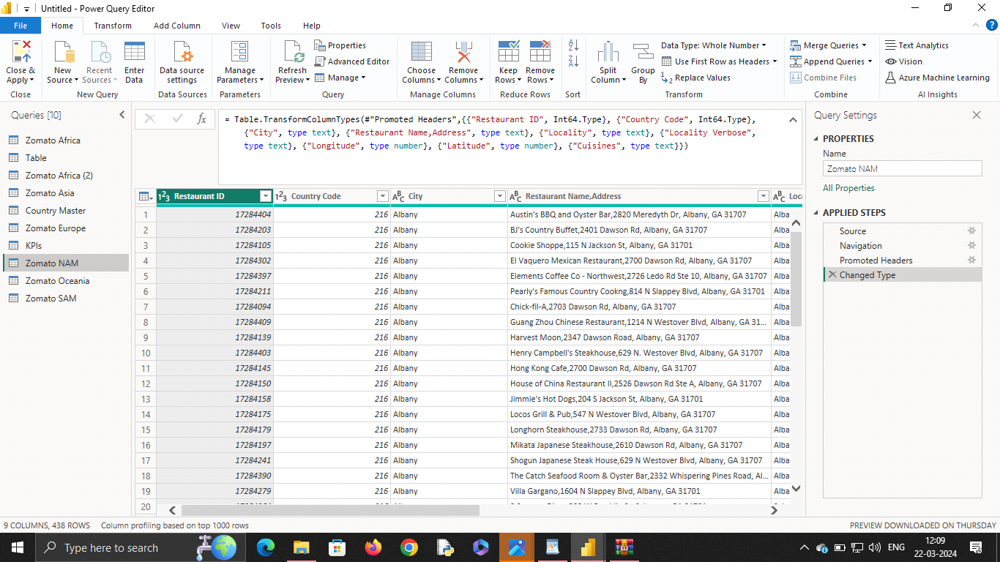 Untitled - Power Query Editor
File Home Transform Add Column View Tools Help
Close & Apply
Close
New Source
Recent Sources
Enter Data
New Query
Data source settings
Data Sources
Manage Parameters
Parameters
Refresh Preview
Properties
Advanced Editor
Manage
Query
Choose Columns
Remove Columns
Manage Columns
Keep Rows
Remove Rows
Reduce Rows
Sort
Split Column
Group By
Data Type: Whole Number
Use First Row as Headers
Replace Values
Transform
Merge Queries
Append Queries
Combine Files
Combine
Text Analytics
Vision
Azure Machine Learning
AI Insights
Queries [10]
Zomato Africa
Table
Zomato Africa (2)
Zomato Asia
Country Master
Zomato Europe
KPIs
Zomato NAM
Zomato Oceania
Zomato SAM
fx
= Table.TransformColumnTypes(#"Promoted Headers",{{"Restaurant ID", Int64.Type}, {"Country Code", Int64.Type},
{"City", type text}, {"Restaurant Name,Address", type text}, {"Locality", type text}, {"Locality Verbose",
type text}, {"Longitude", type number}, {"Latitude", type number}, {"Cuisines", type text}})
123 Restaurant ID 123 Country Code ABC City ABC Restaurant Name,Address ABC Loca
1 17284404 216 Albany Austin's BBQ and Oyster Bar,2820 Meredyth Dr, Albany, GA 31707 Alba
2 17284203 216 Albany BJ's Country Buffet,2401 Dawson Rd, Albany, GA 31707 Alba
3 17284105 216 Albany Cookie Shoppe,115 N Jackson St, Albany, GA 31701 Alba
4 17284302 216 Albany El Vaquero Mexican Restaurant,2700 Dawson Rd, Albany, GA 31707 Alba
5 17284397 216 Albany Elements Coffee Co - Northwest,2726 Ledo Rd Ste 10, Albany, GA 31707 Alba
6 17284211 216 Albany Pearly's Famous Country Cookng,814 N Slappey Blvd, Albany, GA 31701 Alba
7 17284094 216 Albany Chick-fil-A,2703 Dawson Rd, Albany, GA 31707 Alba
8 17284409 216 Albany Guang Zhou Chinese Restaurant,1214 N Westover Blvd, Albany, GA 31... Alba
9 17284139 216 Albany Harvest Moon,2347 Dawson Road, Albany, GA 31707 Alba
10 17284403 216 Albany Henry Campbell's Steakhouse,629 N. Westover Blvd, Albany, GA 31707 Alba
11 17284145 216 Albany Hong Kong Cafe,2700 Dawson Rd, Albany, GA 31707 Alba
12 17284150 216 Albany House of China Restaurant II,2526 Dawson Rd Ste A, Albany, GA 31707 Alba
13 17284158 216 Albany Jimmie's Hot Dogs,204 S Jackson St, Albany, GA 31701 Alba
14 17284175 216 Albany Locos Grill & Pub,547 N Westover Blvd, Albany, GA 31707 Alba
15 17284179 216 Albany Longhorn Steakhouse,2733 Dawson Rd, Albany, GA 31707 Alba
16 17284197 216 Albany Mikata Japanese Steakhouse,2610 Dawson Rd, Albany, GA 31707 Alba
17 17284241 216 Albany Shogun Japanese Steak House,629 N Westover Blvd, Albany, GA 31707 Alba
18 17284390 216 Albany The Catch Seafood Room & Oyster Bar,2332 Whispering Pines Road, Al... Alba
19 17284279 216 Albany Villa Gargano,1604 N Slappey Blvd, Albany, GA 31701 Alba
20
Query Settings
PROPERTIES
Name
Zomato NAM
All Properties
APPLIED STEPS
Source
Navigation
Promoted Headers
Changed Type
9 COLUMNS, 438 ROWS Column profiling based on top 1000 rows PREVIEW DOWNLOADED ON THURSDAY
Type here to search
ENG
12:09
22-03-2024